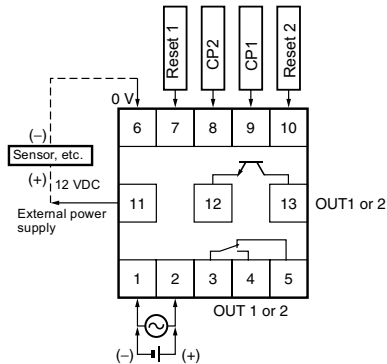 Reset 1
CP2
CP1
Reset 2
0 V
6 7 8 9 10
(−)
Sensor, etc.
(+)
12 VDC
External power
supply
11 12 13
OUT1 or 2
1 2 3 4 5
OUT 1 or 2
(−) (+)